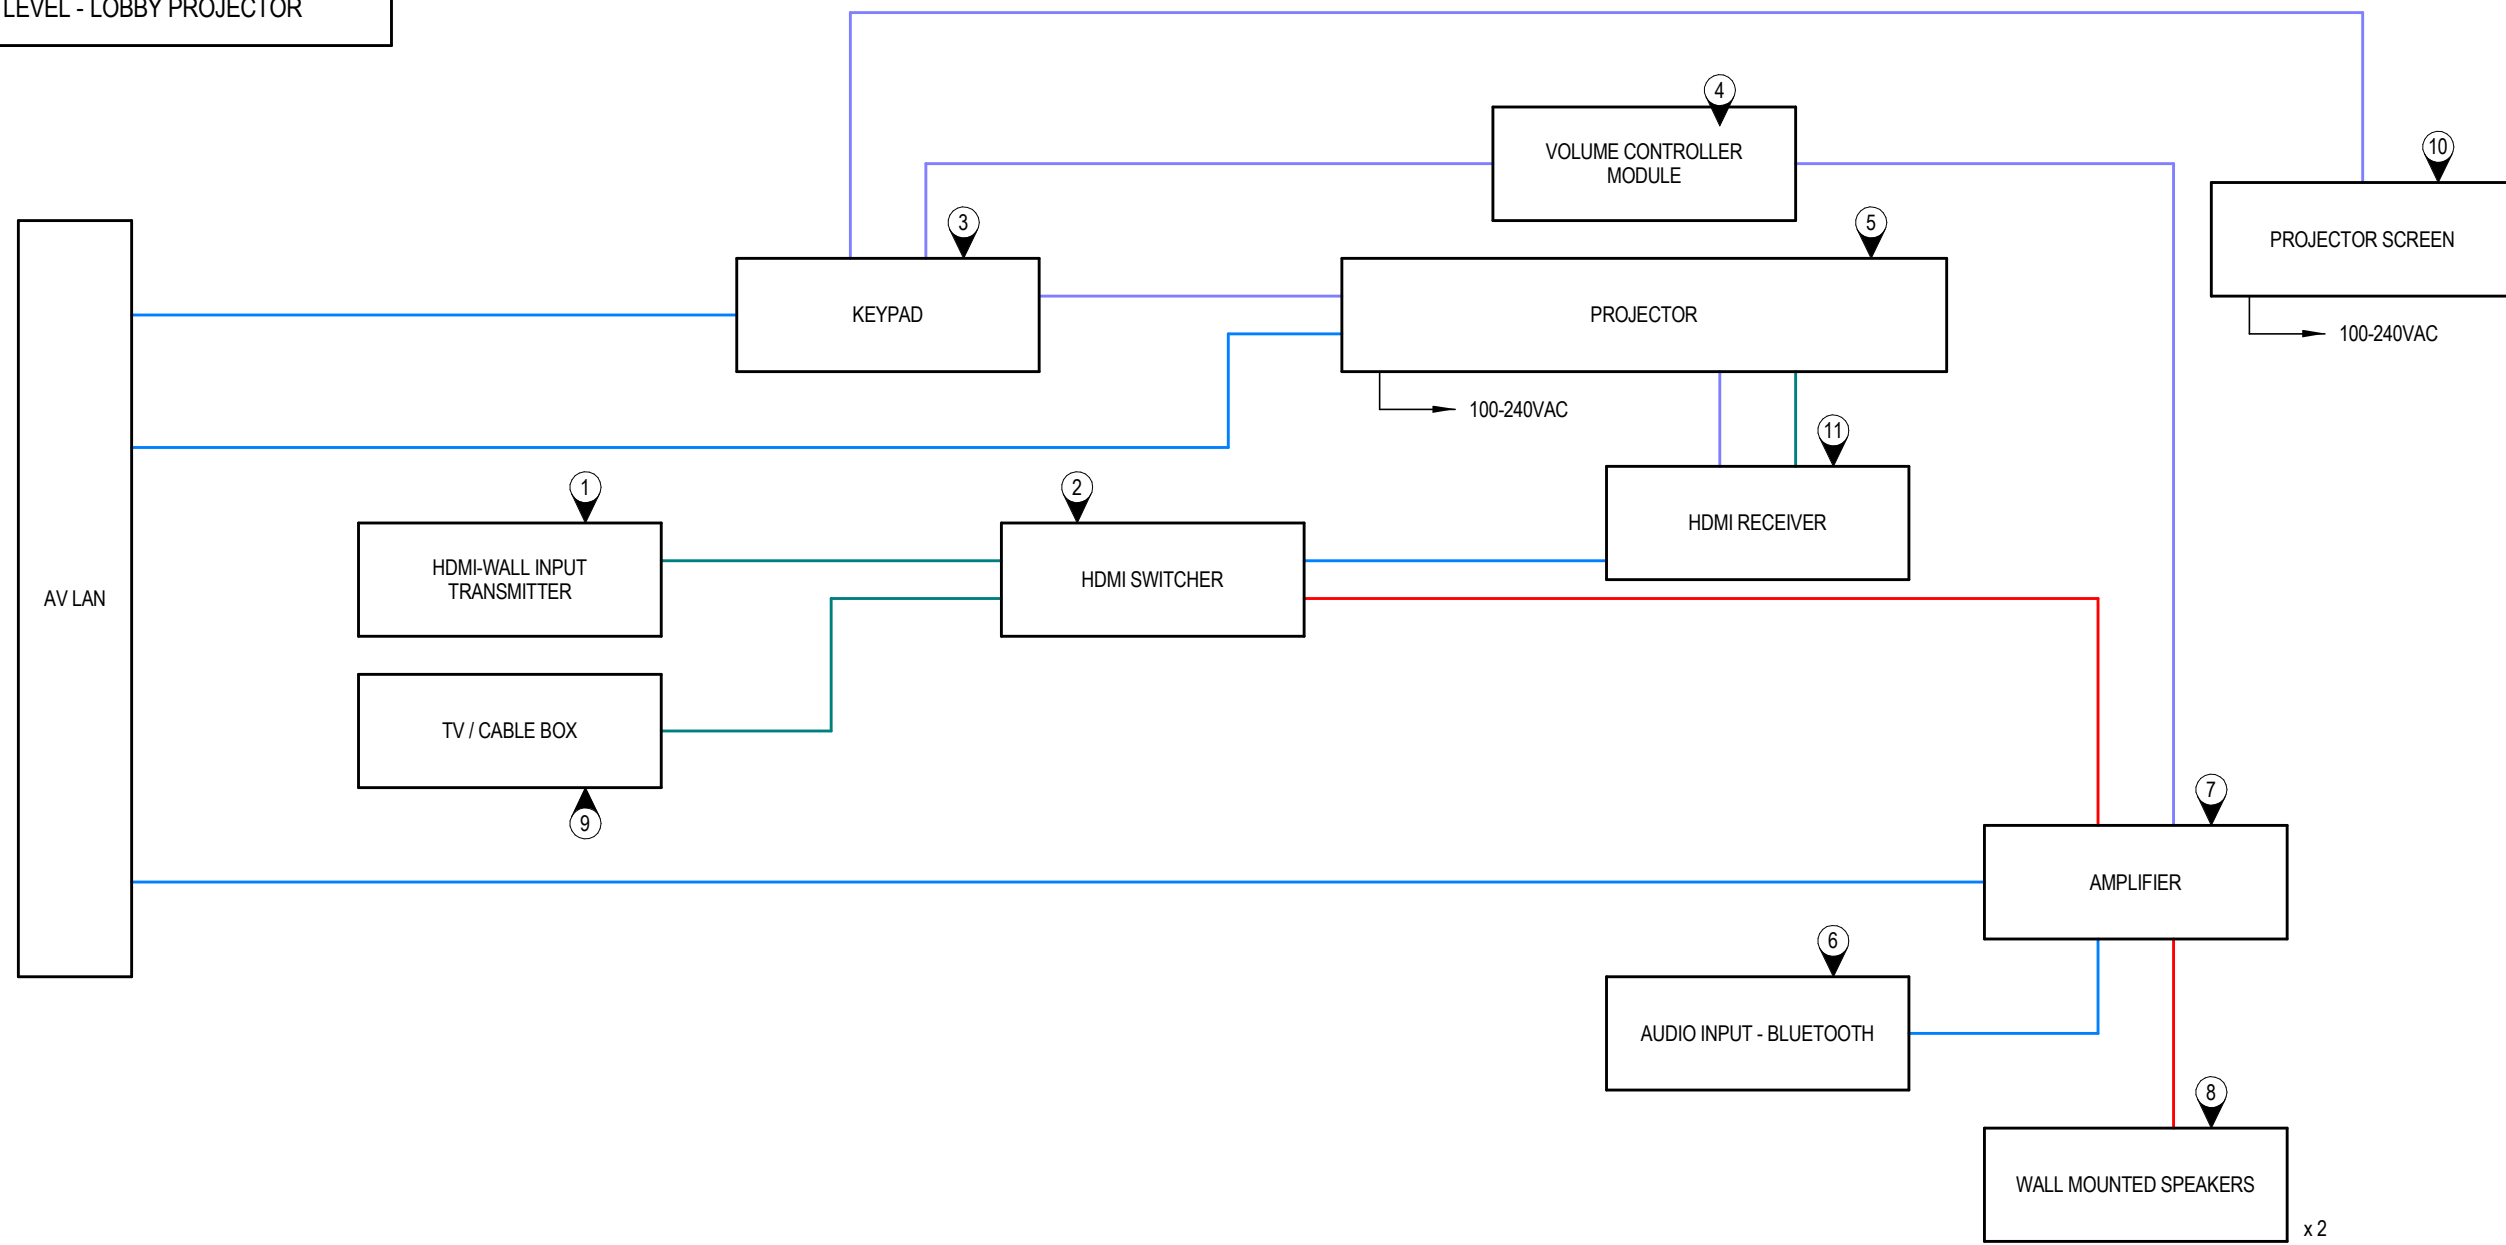 LEVEL - LOBBY PROJECTOR
4
VOLUME CONTROLLER
MODULE
10
PROJECTOR SCREEN
100-240VAC
3
KEYPAD
5
PROJECTOR
100-240VAC
11
HDMI RECEIVER
1
HDMI-WALL INPUT
TRANSMITTER
2
HDMI SWITCHER
AV LAN
TV / CABLE BOX
9
7
AMPLIFIER
6
AUDIO INPUT - BLUETOOTH
8
WALL MOUNTED SPEAKERS
x 2